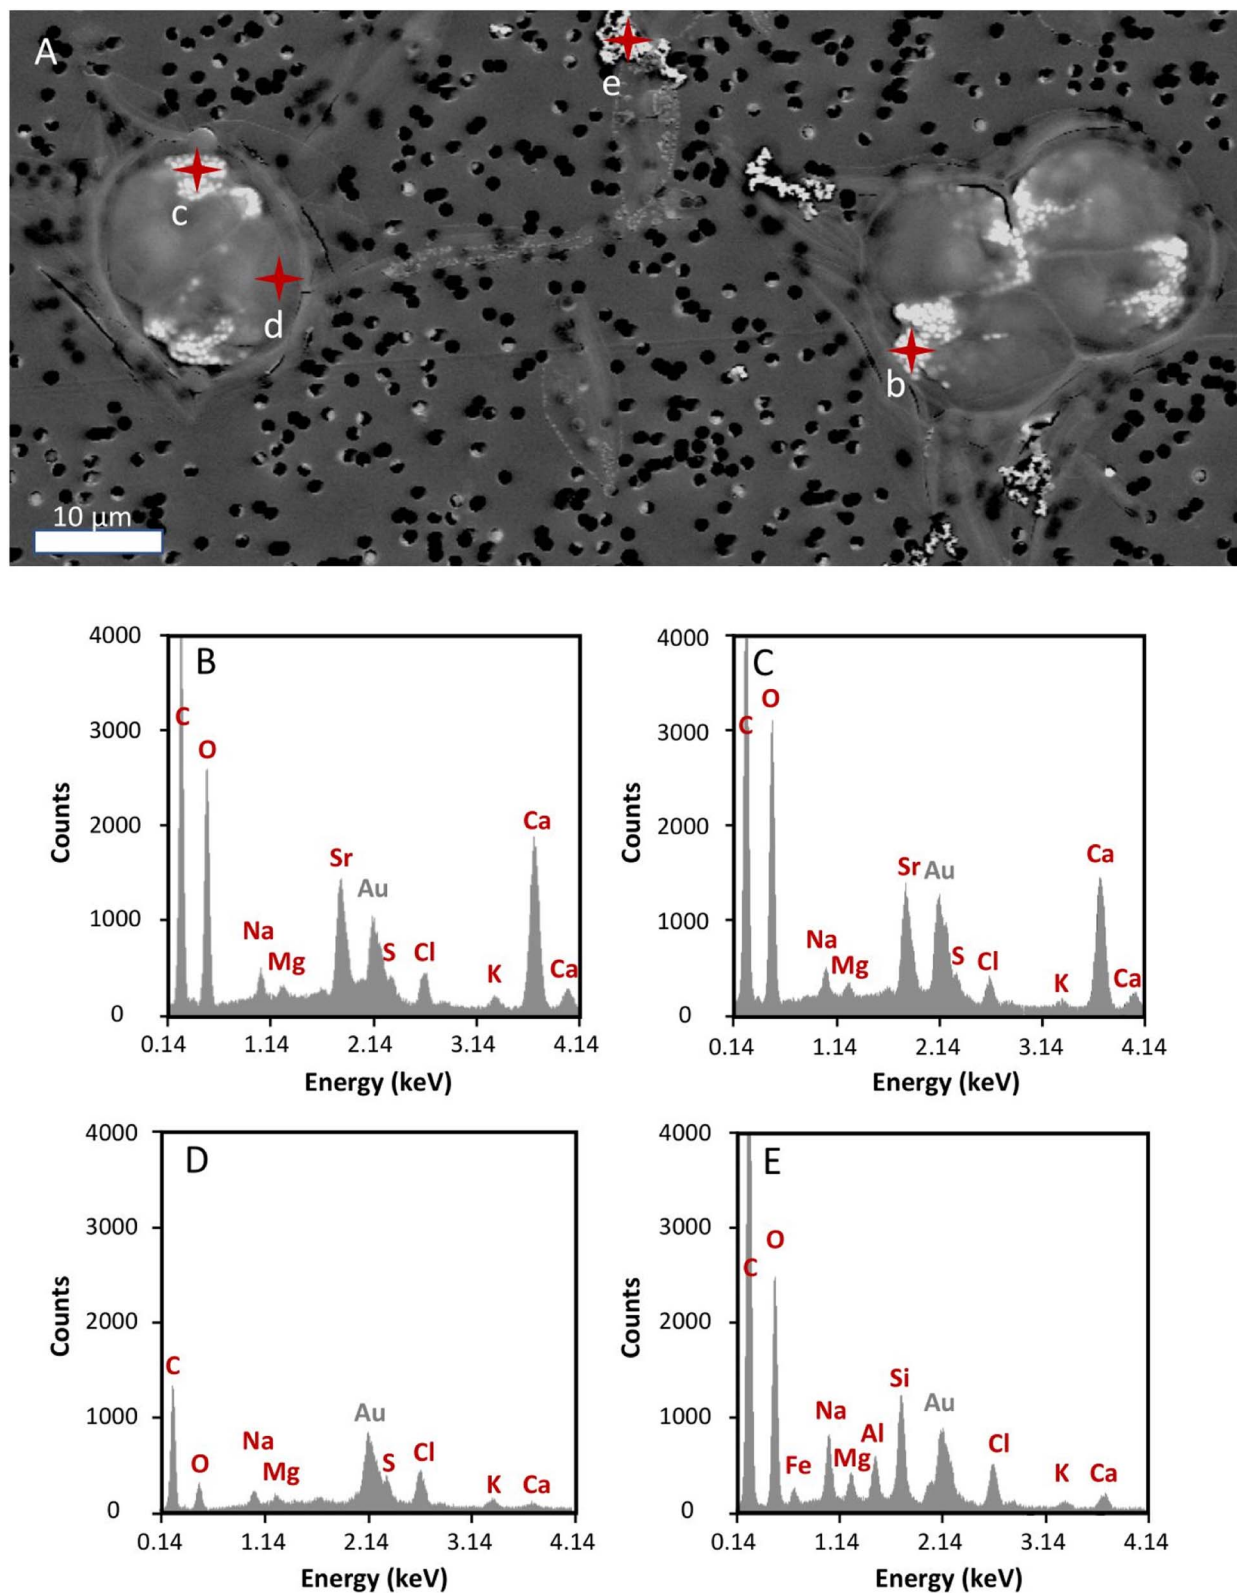 A
e
c
d
b
10 µm
B
4000
3000
2000
1000
0
Counts
C
O
Na
Mg
Sr
Au
S
Cl
K
Ca
Ca
0.14 1.14 2.14 3.14 4.14
Energy (keV)
C
4000
3000
2000
1000
0
Counts
C
O
Na
Mg
Sr
Au
S
Cl
K
Ca
Ca
0.14 1.14 2.14 3.14 4.14
Energy (keV)
D
4000
3000
2000
1000
0
Counts
C
O
Na
Mg
Au
S
Cl
K
Ca
0.14 1.14 2.14 3.14 4.14
Energy (keV)
E
4000
3000
2000
1000
0
Counts
C
O
Fe
Na
Mg
Al
Si
Au
Cl
K
Ca
0.14 1.14 2.14 3.14 4.14
Energy (keV)